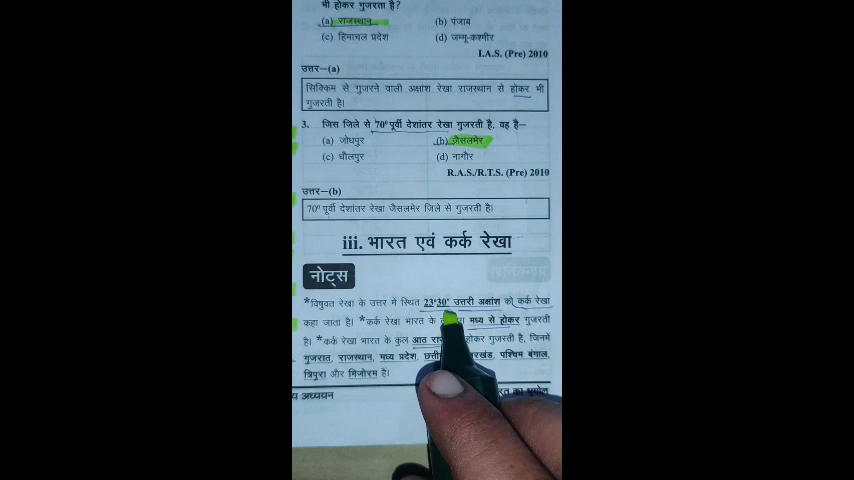 भी होकर गुजरता है?
(a) राजस्थान (b) पंजाब
(c) हिमाचल प्रदेश (d) जम्मू-कश्मीर
I.A.S. (Pre) 2010
उत्तर—(a)
सिक्किम से गुजरने वाली अक्षांश रेखा राजस्थान से होकर भी
गुजरती है।
3. जिस जिले से 70° पूर्वी देशांतर रेखा गुजरती है, वह है—
(a) जोधपुर (b) जैसलमेर
(c) धौलपुर (d) नागौर
R.A.S./R.T.S. (Pre) 2010
उत्तर—(b)
70° पूर्वी देशांतर रेखा जैसलमेर जिले से गुजरती है।
iii. भारत एवं कर्क रेखा
नोट्स
*विषुवत रेखा के उत्तर में स्थित 23°30' उत्तरी अक्षांश को कर्क रेखा
कहा जाता है। *कर्क रेखा भारत के मध्य से होकर गुजरती
है। *कर्क रेखा भारत के कुल आठ होकर गुजरती है, जिनमें
गुजरात, राजस्थान, मध्य प्रदेश, पश्चिम बंगाल,
त्रिपुरा और मिजोरम है।
अध्ययन का भूगोल